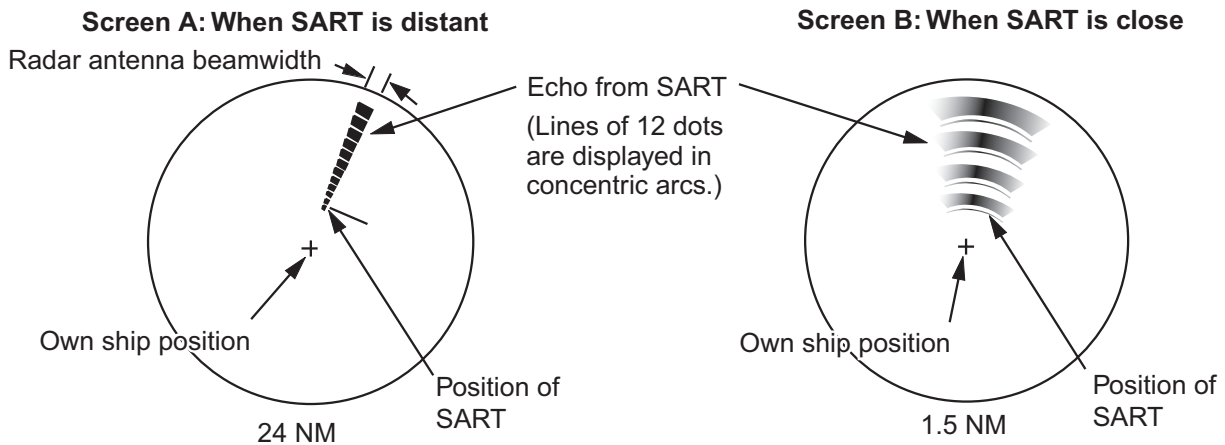 Screen A: When SART is distant
Radar antenna beamwidth
Own ship position
24 NM
Position of
SART
Echo from SART
(Lines of 12 dots
are displayed in
concentric arcs.)
Screen B: When SART is close
Own ship position
1.5 NM
Position of
SART